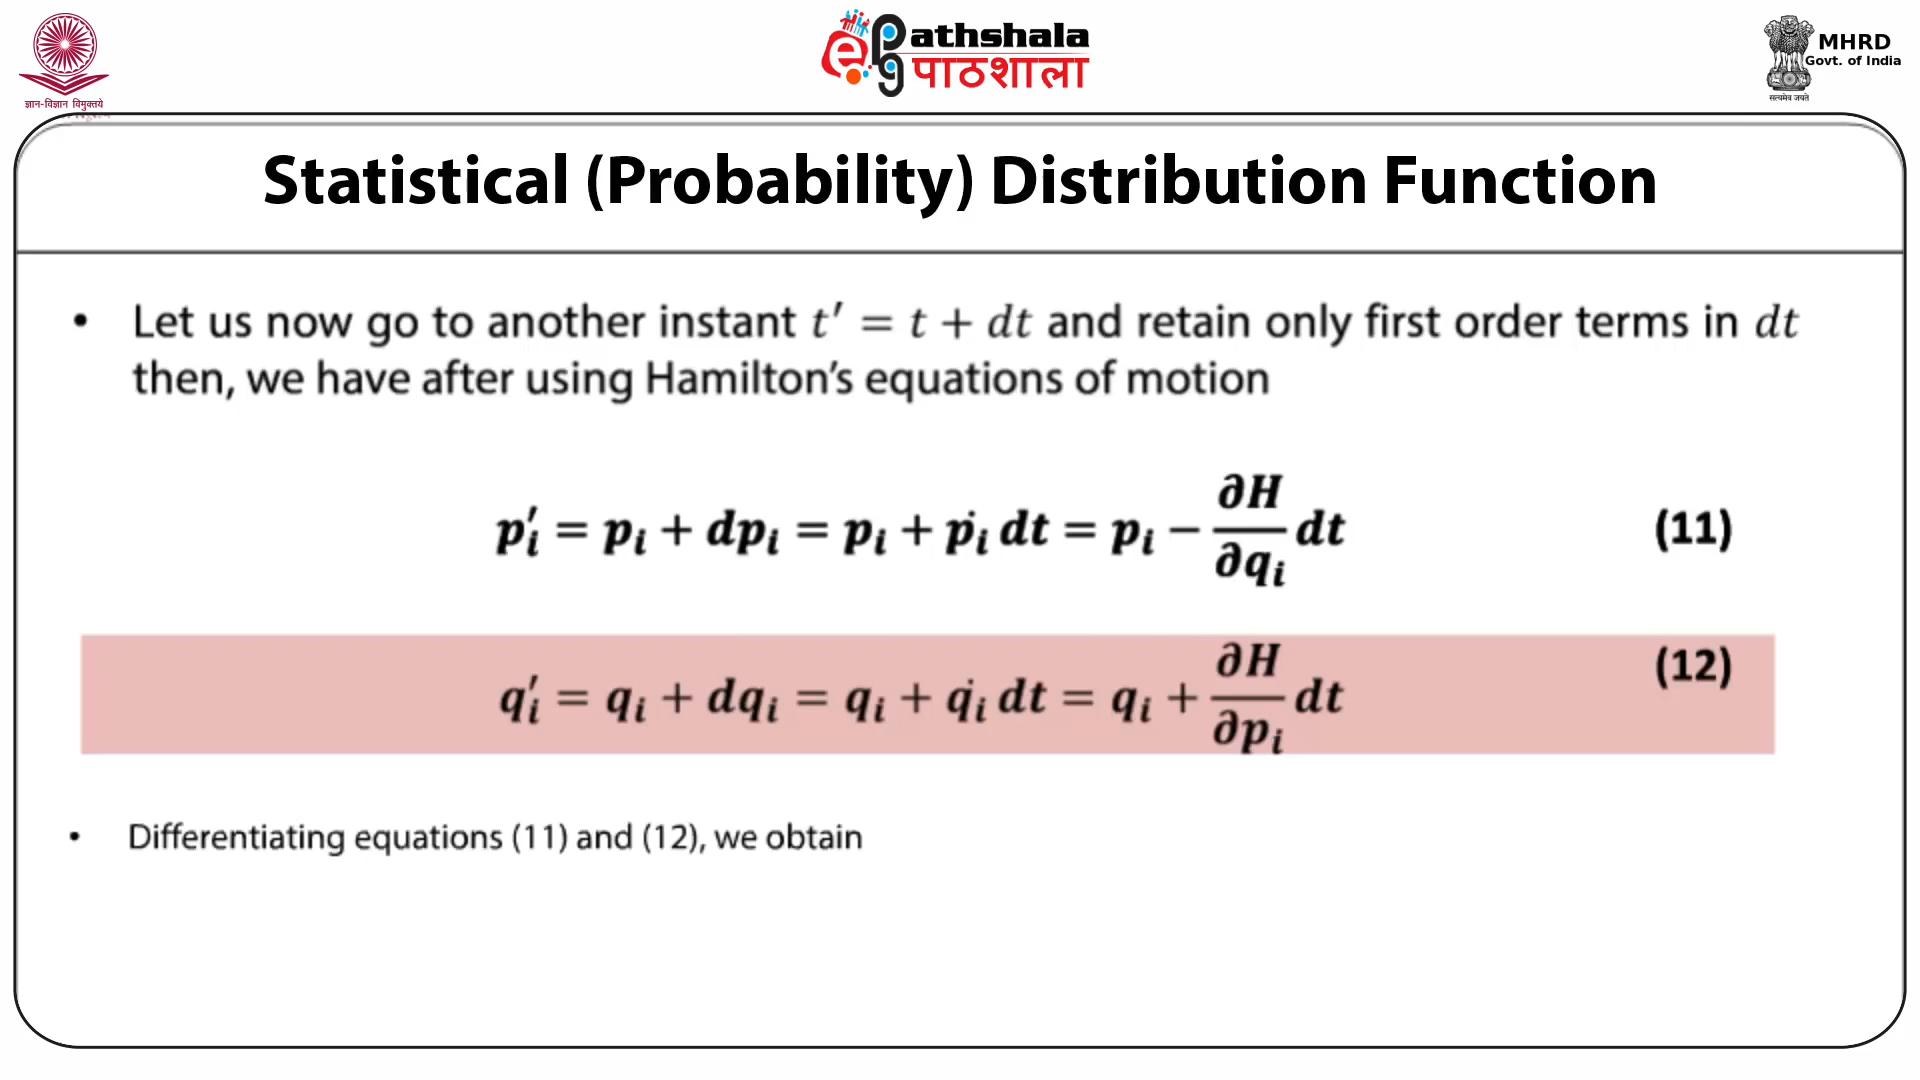 ज्ञान-विज्ञान विमुक्तये
ePathshala
पाठशाला
MHRD
Govt. of India
सत्यमेव जयते
Statistical (Probability) Distribution Function
• Let us now go to another instant t′ = t + dt and retain only first order terms in dt
then, we have after using Hamilton's equations of motion
p′ᵢ = pᵢ + dpᵢ = pᵢ + ṗᵢ dt = pᵢ − ∂H/∂qᵢ dt (11)
q′ᵢ = qᵢ + dqᵢ = qᵢ + q̇ᵢ dt = qᵢ + ∂H/∂pᵢ dt (12)
• Differentiating equations (11) and (12), we obtain